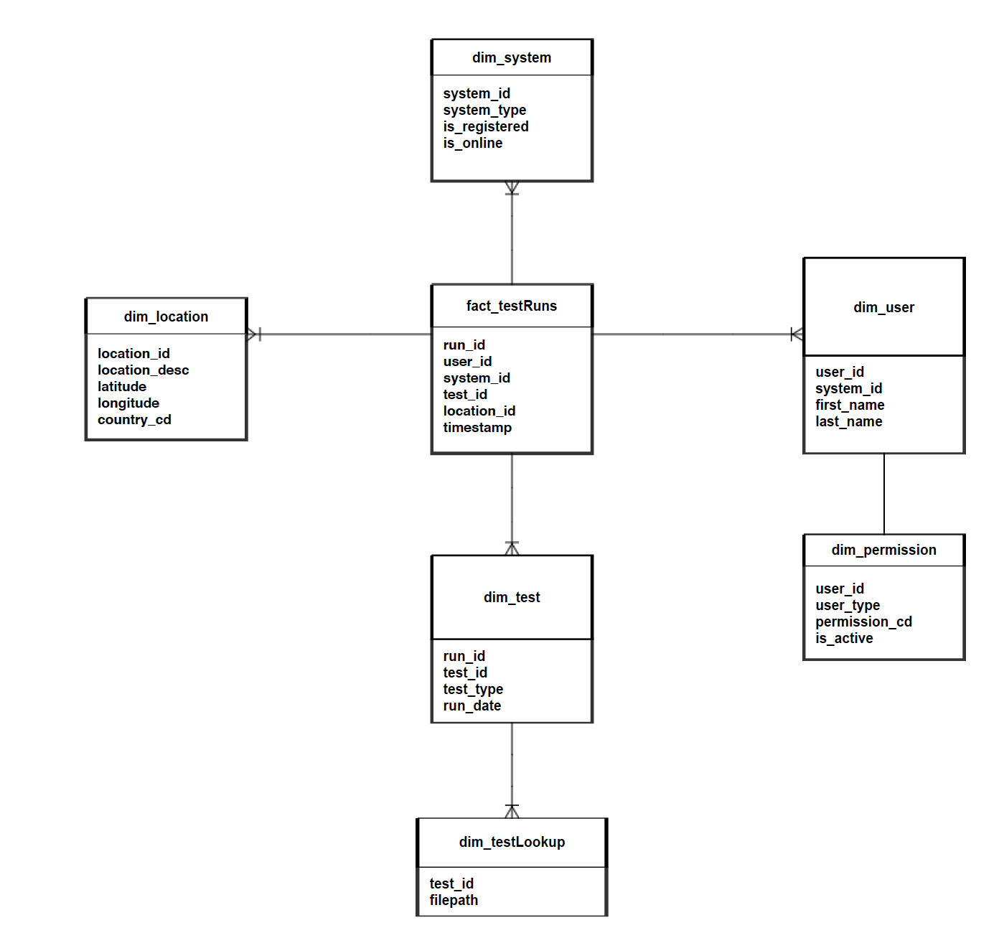 dim_system
system_id
system_type
is_registered
is_online
dim_location
location_id
location_desc
latitude
longitude
country_cd
fact_testRuns
run_id
user_id
system_id
test_id
location_id
timestamp
dim_user
user_id
system_id
first_name
last_name
dim_permission
user_id
user_type
permission_cd
is_active
dim_test
run_id
test_id
test_type
run_date
dim_testLookup
test_id
filepath